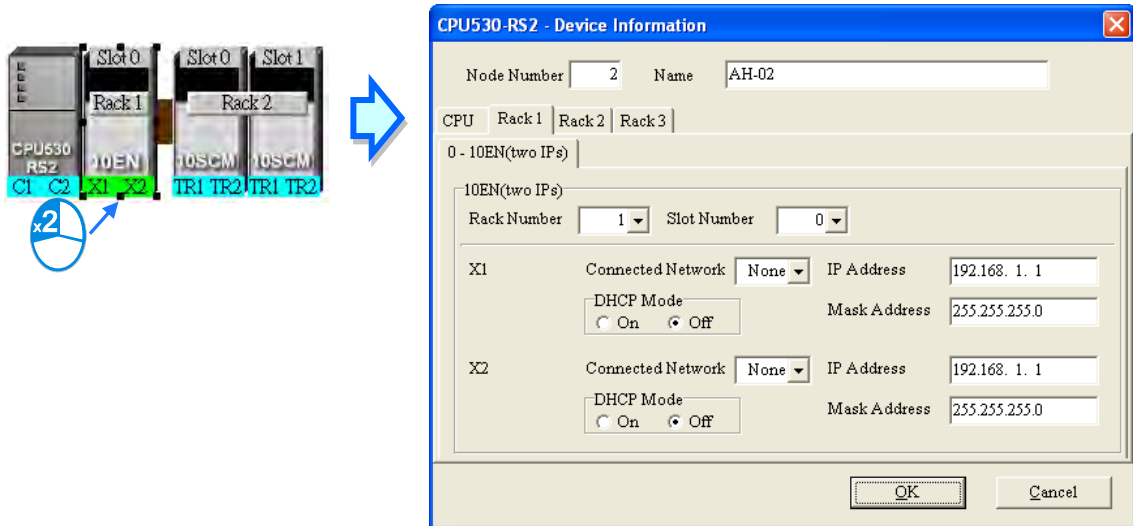 Slot 0
Slot 0
Slot 1
Rack 1
Rack 2
CPU530
RS2
10EN
10SCM
10SCM
C1 C2
X1 X2
TR1 TR2
TR1 TR2
x2
CPU530-RS2 - Device Information
Node Number 2 Name AH-02
CPU Rack 1 Rack 2 Rack 3
0 - 10EN(two IPs)
10EN(two IPs)
Rack Number 1 Slot Number 0
X1 Connected Network None IP Address 192.168. 1. 1
DHCP Mode
On Off
Mask Address 255.255.255.0
X2 Connected Network None IP Address 192.168. 1. 1
DHCP Mode
On Off
Mask Address 255.255.255.0
OK Cancel